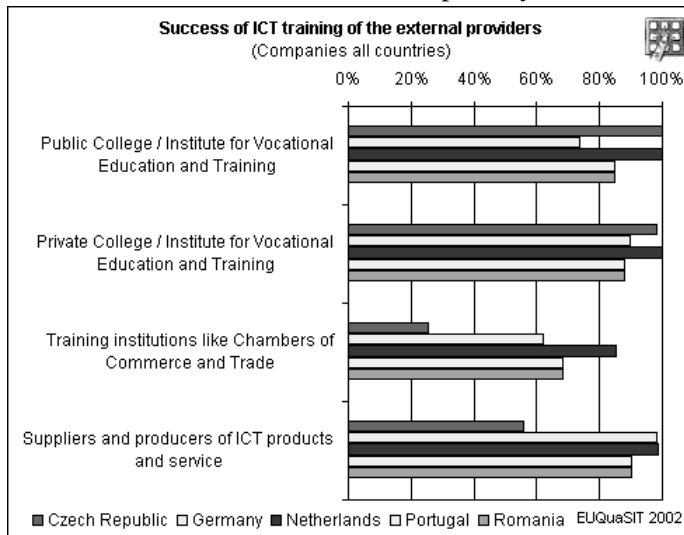 Success of ICT training of the external providers
(Companies all countries)
0% 20% 40% 60% 80% 100%
Public College / Institute for Vocational
Education and Training
Private College / Institute for Vocational
Education and Training
Training institutions like Chambers of
Commerce and Trade
Suppliers and producers of ICT products
and service
Czech Republic Germany Netherlands Portugal Romania EUQuaSIT 2002